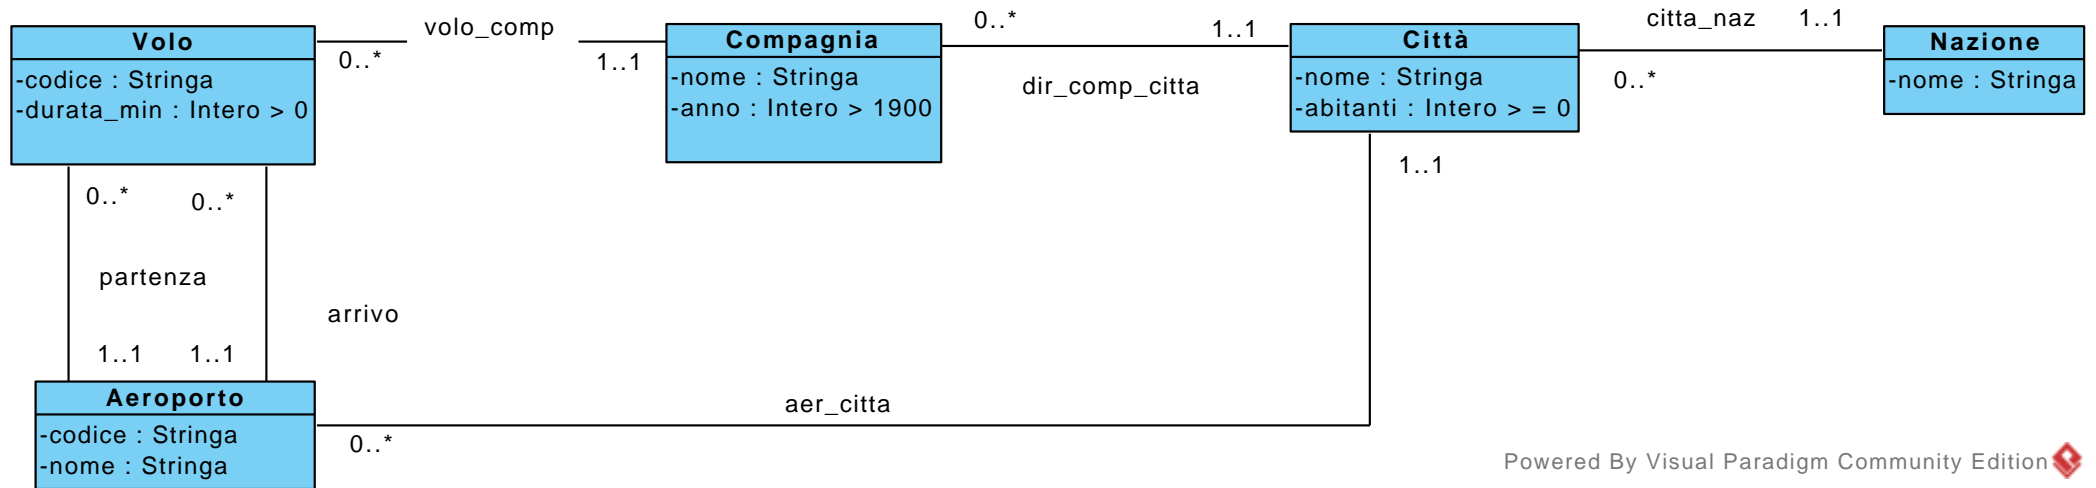 volo_comp
0..*
1..1
citta_naz
1..1
Volo
-codice : Stringa
-durata_min : Intero > 0
0..*
1..1
Compagnia
-nome : Stringa
-anno : Intero > 1900
dir_comp_citta
Città
-nome : Stringa
-abitanti : Intero > = 0
0..*
Nazione
-nome : Stringa
1..1
0..*
0..*
partenza
arrivo
1..1
1..1
Aeroporto
-codice : Stringa
-nome : Stringa
0..*
aer_citta
Powered By Visual Paradigm Community Edition